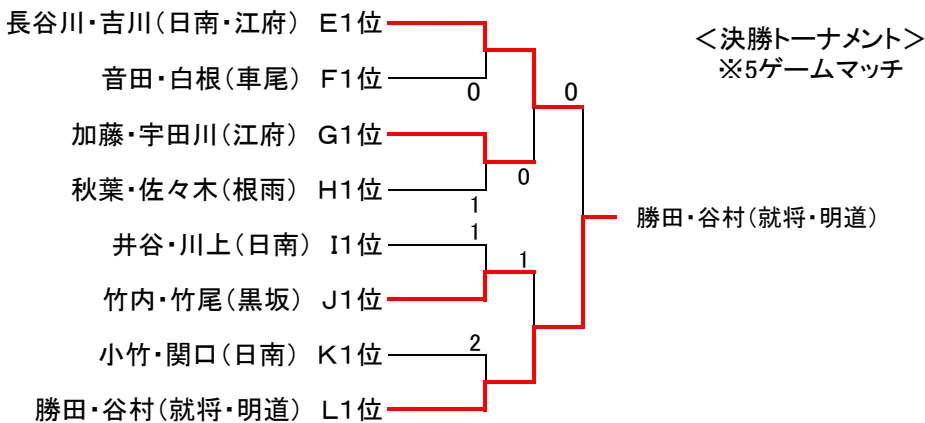 長谷川・吉川(日南・江府) E1位
<決勝トーナメント>
※5ゲームマッチ
音田・白根(車尾) F1位
0
0
加藤・宇田川(江府) G1位
0
秋葉・佐々木(根雨) H1位
1
勝田・谷村(就将・明道)
井谷・川上(日南) I1位
1
1
竹内・竹尾(黒坂) J1位
小竹・関口(日南) K1位
2
勝田・谷村(就将・明道) L1位